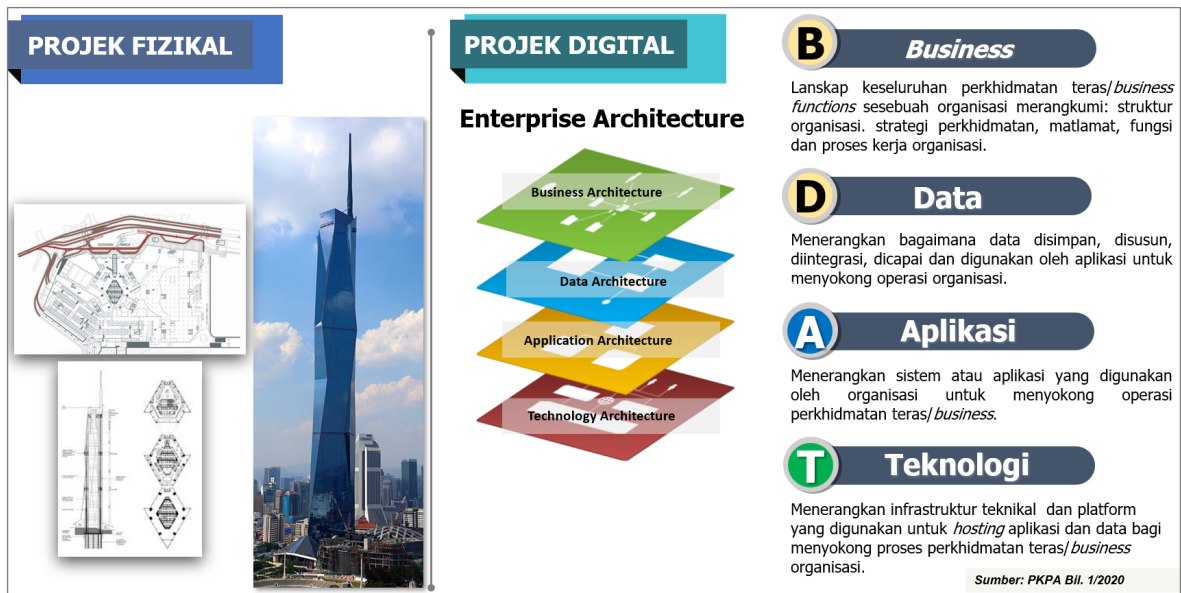 PROJEK FIZIKAL
PROJEK DIGITAL
Enterprise Architecture
Business Architecture
Data Architecture
Application Architecture
Technology Architecture
B
Business
Lanskap keseluruhan perkhidmatan teras/business
functions sesebuah organisasi merangkumi: struktur
organisasi. strategi perkhidmatan, matlamat, fungsi
dan proses kerja organisasi.
D
Data
Menerangkan bagaimana data disimpan, disusun,
diintegrasi, dicapai dan digunakan oleh aplikasi untuk
menyokong operasi organisasi.
A
Aplikasi
Menerangkan sistem atau aplikasi yang digunakan
oleh organisasi untuk menyokong operasi
perkhidmatan teras/business.
T
Teknologi
Menerangkan infrastruktur teknikal dan platform
yang digunakan untuk hosting aplikasi dan data bagi
menyokong proses perkhidmatan teras/business
organisasi.
Sumber: PKPA Bil. 1/2020